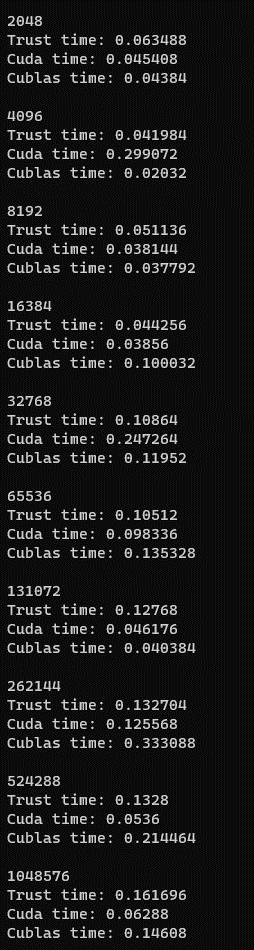 2048
Trust time: 0.063488
Cuda time: 0.045408
Cublas time: 0.04384
4096
Trust time: 0.041984
Cuda time: 0.299072
Cublas time: 0.02032
8192
Trust time: 0.051136
Cuda time: 0.038144
Cublas time: 0.037792
16384
Trust time: 0.044256
Cuda time: 0.03856
Cublas time: 0.100032
32768
Trust time: 0.10864
Cuda time: 0.247264
Cublas time: 0.11952
65536
Trust time: 0.10512
Cuda time: 0.098336
Cublas time: 0.135328
131072
Trust time: 0.12768
Cuda time: 0.046176
Cublas time: 0.040384
262144
Trust time: 0.132704
Cuda time: 0.125568
Cublas time: 0.333088
524288
Trust time: 0.1328
Cuda time: 0.0536
Cublas time: 0.214464
1048576
Trust time: 0.161696
Cuda time: 0.06288
Cublas time: 0.14608